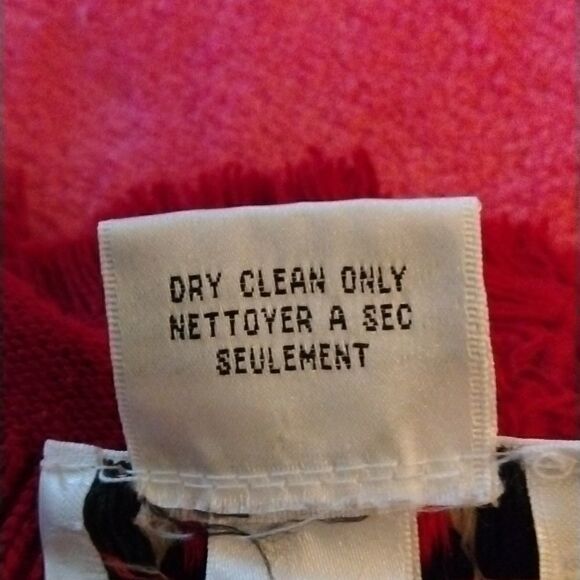 DRY CLEAN ONLY
NETTOYER A SEC
SEULEMENT